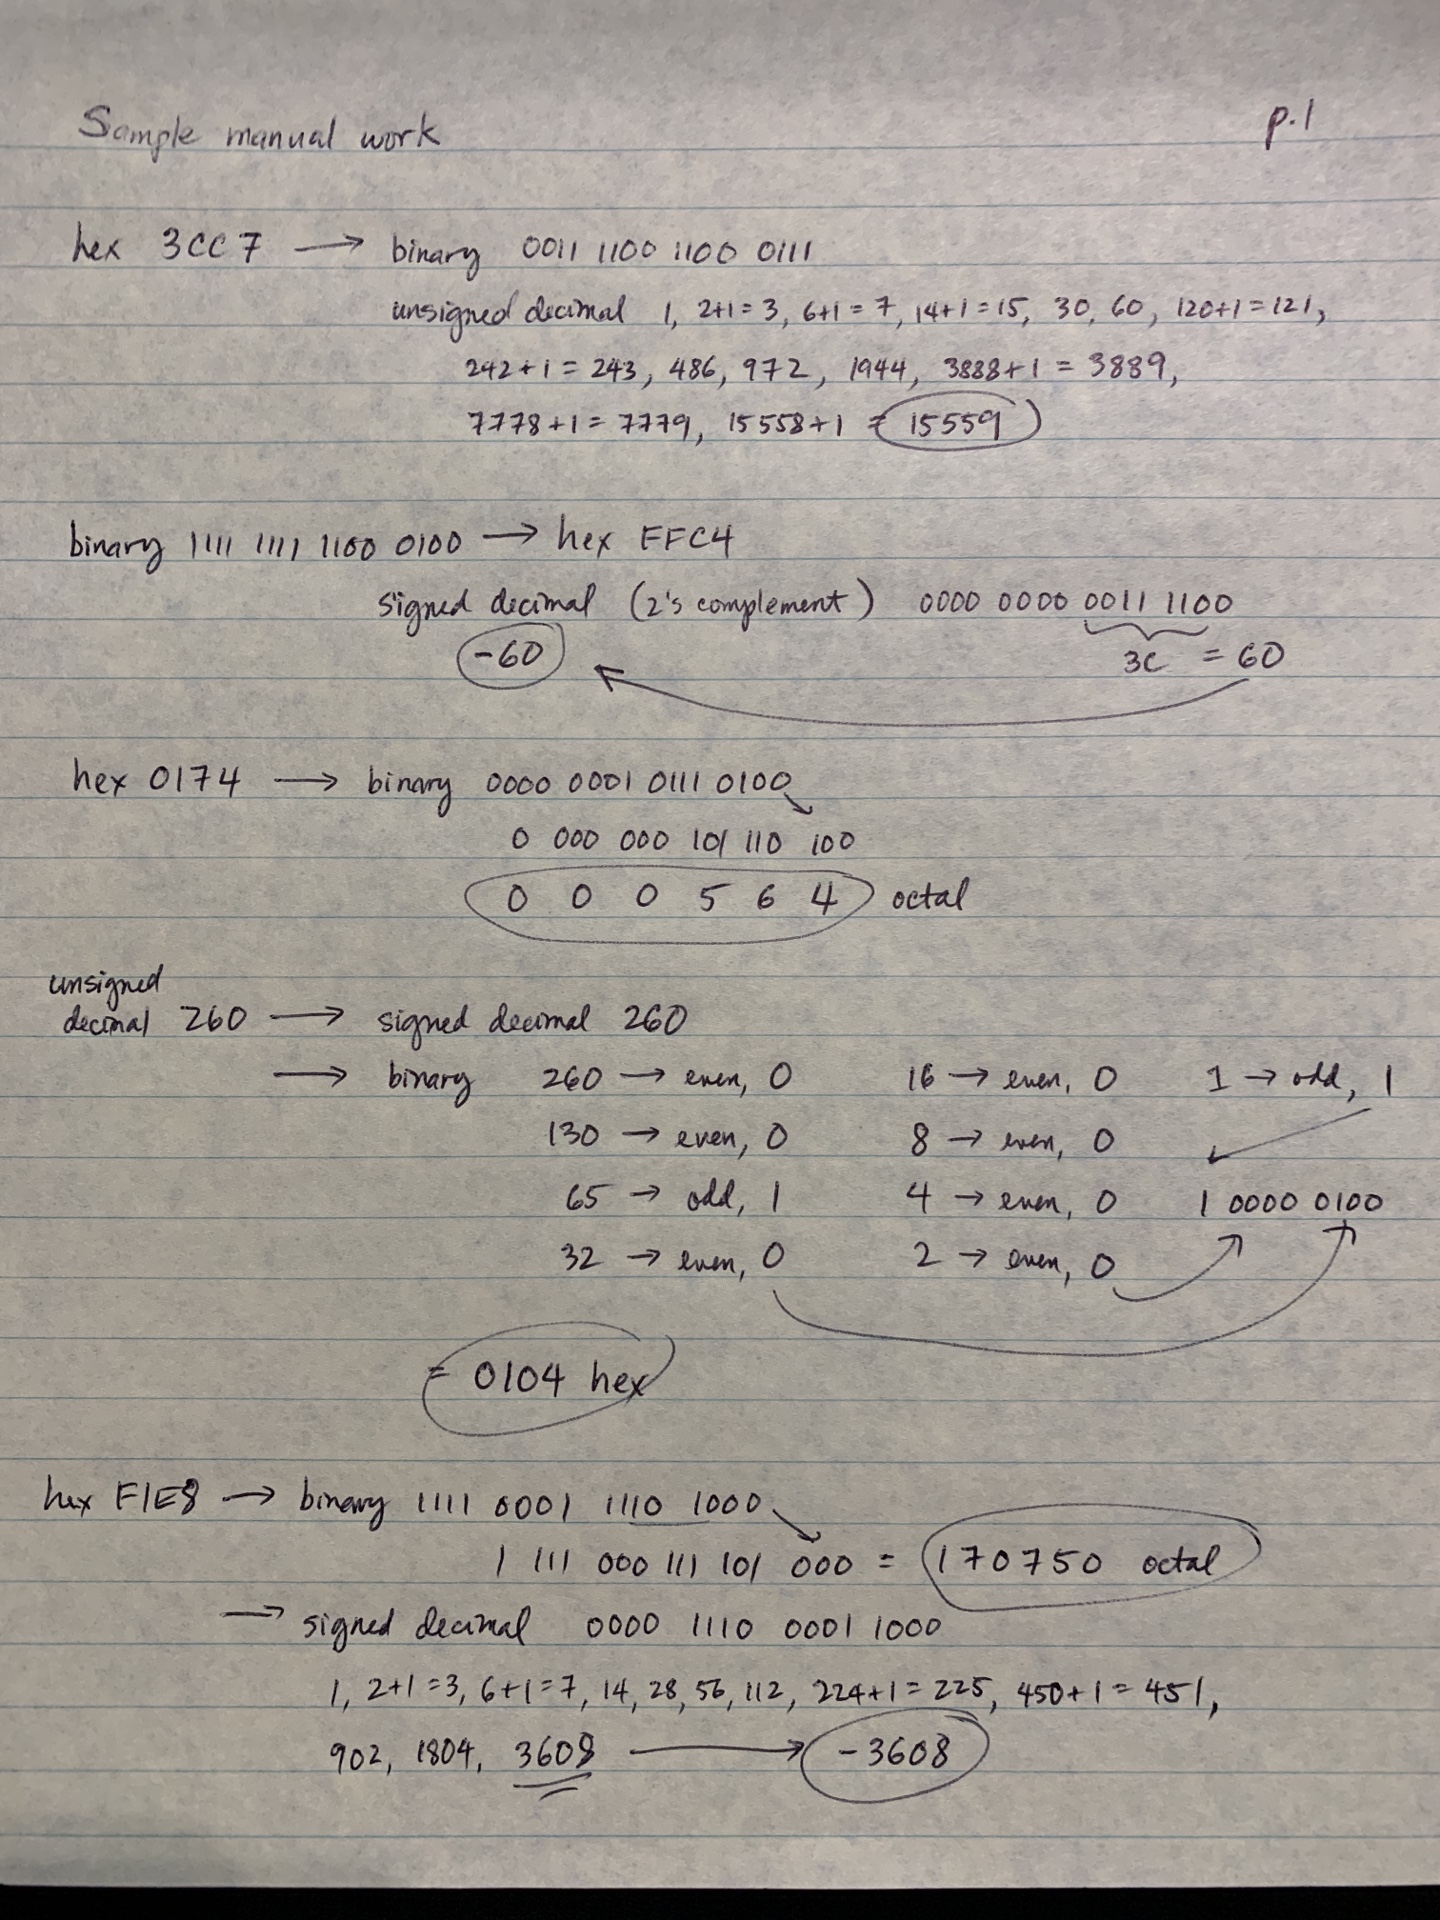 Sample manual work p.1
hex 3CC7 → binary 0011 1100 1100 0111
unsigned decimal 1, 2+1=3, 6+1=7, 14+1=15, 30, 60, 120+1=121,
242+1=243, 486, 972, 1944, 3888+1=3889,
7778+1=7779, 15558+1=15559
binary 1111 1111 1100 0100 → hex FFC4
signed decimal (2's complement) 0000 0000 0011 1100
-60 3C = 60
hex 0174 → binary 0000 0001 0111 0100
0 000 000 101 110 100
0 0 0 5 6 4 octal
unsigned
decimal 260 → signed decimal 260
→ binary 260 → even, 0 16 → even, 0 1 → odd, 1
130 → even, 0 8 → even, 0
65 → odd, 1 4 → even, 0 1 0000 0100
32 → even, 0 2 → even, 0
= 0104 hex
hex F1E8 → binary 1111 0001 1110 1000
1 111 000 111 101 000 = 170750 octal
→ signed decimal 0000 1110 0001 1000
1, 2+1=3, 6+1=7, 14, 28, 56, 112, 224+1=225, 450+1=451,
902, 1804, 3608 → -3608